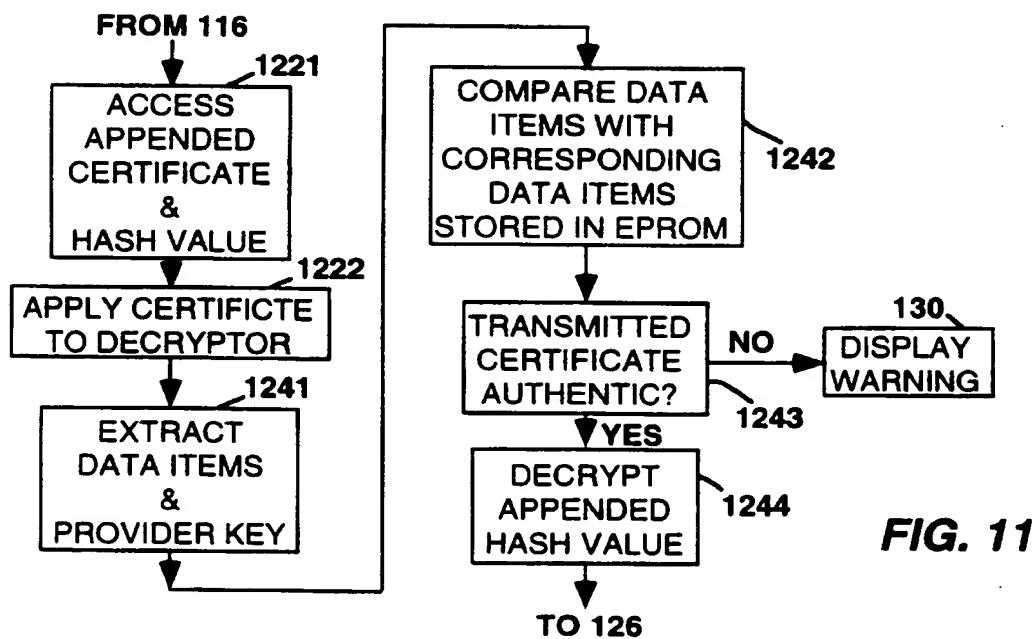 FROM 116
1221
ACCESS
APPENDED
CERTIFICATE
&
HASH VALUE
1222
APPLY CERTIFICTE
TO DECRYPTOR
1241
EXTRACT
DATA ITEMS
&
PROVIDER KEY
COMPARE DATA
ITEMS WITH
CORRESPONDING
DATA ITEMS
STORED IN EPROM
1242
TRANSMITTED
CERTIFICATE
AUTHENTIC?
1243
NO
130
DISPLAY
WARNING
YES
DECRYPT
APPENDED
HASH VALUE
1244
TO 126
FIG. 11